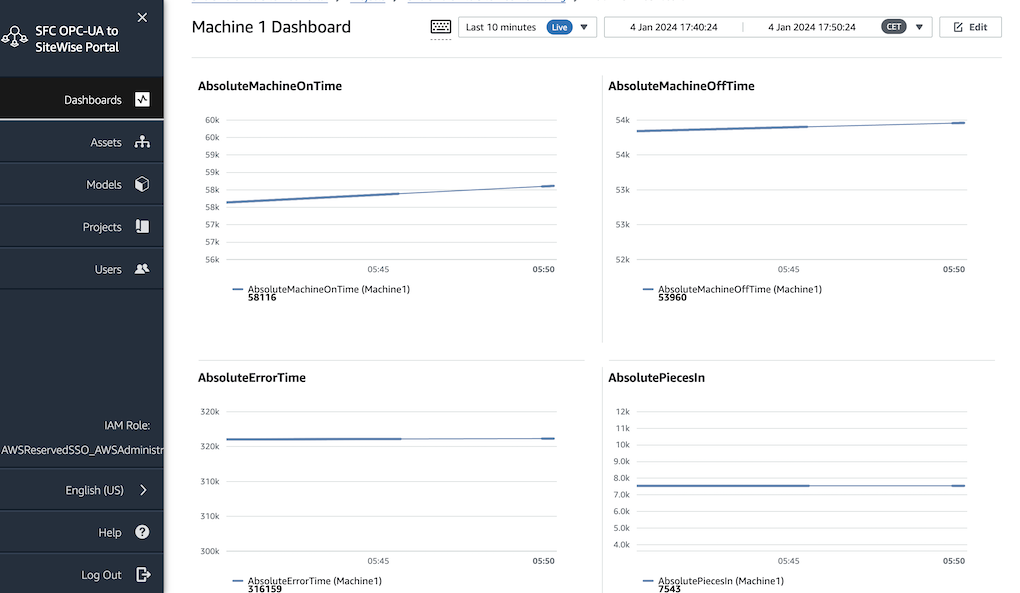 SFC OPC-UA to
SiteWise Portal
Dashboards
Assets
Models
Projects
Users
IAM Role:
AWSReservedSSO_AWSAdministr
English (US)
Help
Log Out
Machine 1 Dashboard
Last 10 minutes Live
4 Jan 2024 17:40:24 4 Jan 2024 17:50:24 CET
Edit
AbsoluteMachineOnTime
60k
60k
59k
59k
58k
58k
57k
57k
56k
05:45 05:50
AbsoluteMachineOnTime (Machine1)
58116
AbsoluteMachineOffTime
54k
54k
53k
53k
52k
05:45 05:50
AbsoluteMachineOffTime (Machine1)
53960
AbsoluteErrorTime
320k
320k
310k
310k
300k
05:45 05:50
AbsoluteErrorTime (Machine1)
316159
AbsolutePiecesIn
12k
11k
10k
9.0k
8.0k
7.0k
6.0k
5.0k
4.0k
05:45 05:50
AbsolutePiecesIn (Machine1)
7543